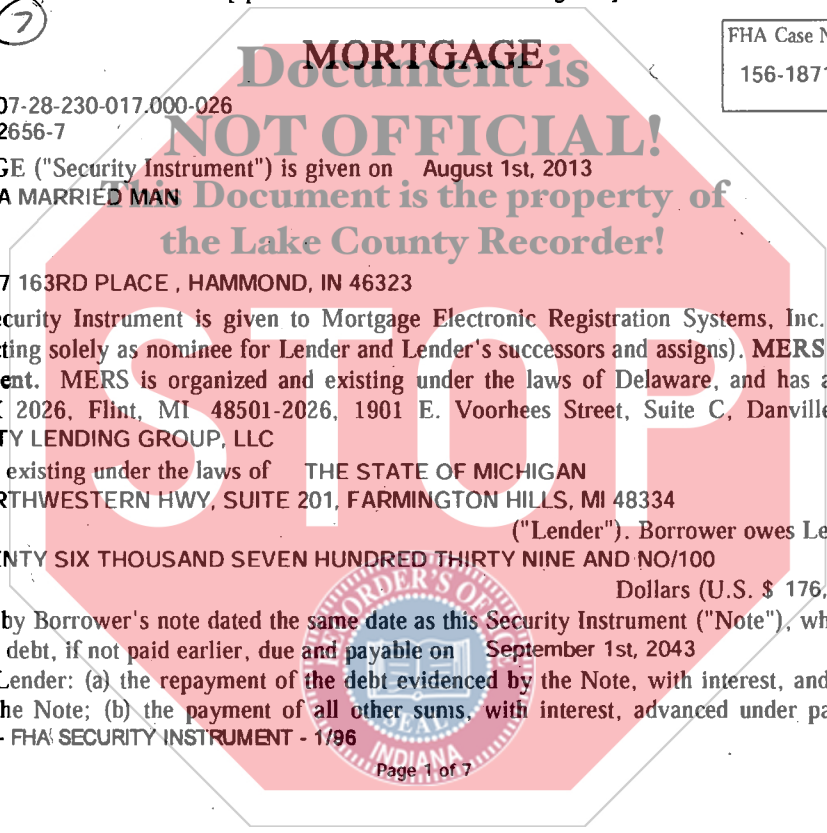 7
MORTGAGE
FHA Case N
156-1871
07-28-230-017.000-026
2656-7
Document is
NOT OFFICIAL!
This Document is the property of
the Lake County Recorder!
GE ("Security Instrument") is given on August 1st, 2013
A MARRIED MAN
7 163RD PLACE , HAMMOND, IN 46323
STOP
ecurity Instrument is given to Mortgage Electronic Registration Systems, Inc.
ting solely as nominee for Lender and Lender's successors and assigns). MERS
ent. MERS is organized and existing under the laws of Delaware, and has a
2026, Flint, MI 48501-2026, 1901 E. Voorhees Street, Suite C, Danville
TY LENDING GROUP, LLC
existing under the laws of THE STATE OF MICHIGAN
RTHWESTERN HWY, SUITE 201, FARMINGTON HILLS, MI 48334
("Lender"). Borrower owes Le
ENTY SIX THOUSAND SEVEN HUNDRED THIRTY NINE AND NO/100
Dollars (U.S. $ 176,
by Borrower's note dated the same date as this Security Instrument ("Note"), wh
debt, if not paid earlier, due and payable on September 1st, 2043
Lender: (a) the repayment of the debt evidenced by the Note, with interest, and
he Note; (b) the payment of all other sums, with interest, advanced under pa
- FHA SECURITY INSTRUMENT - 1/96
Page 1 of 7
RECORDER'S OFFICE
SEAL
INDIANA